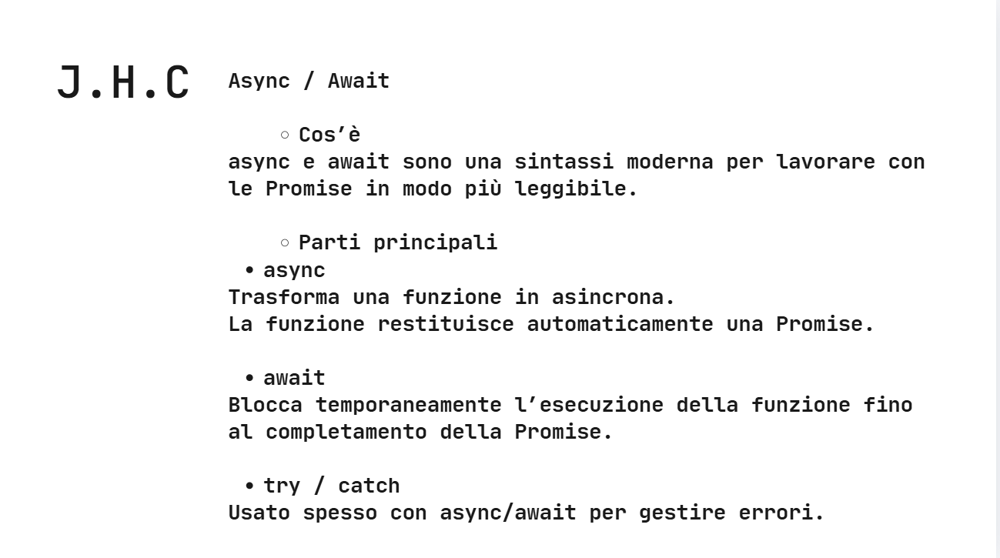 J.H.C
Async / Await
○ Cos’è
async e await sono una sintassi moderna per lavorare con
le Promise in modo più leggibile.
○ Parti principali
• async
Trasforma una funzione in asincrona.
La funzione restituisce automaticamente una Promise.
• await
Blocca temporaneamente l’esecuzione della funzione fino
al completamento della Promise.
• try / catch
Usato spesso con async/await per gestire errori.